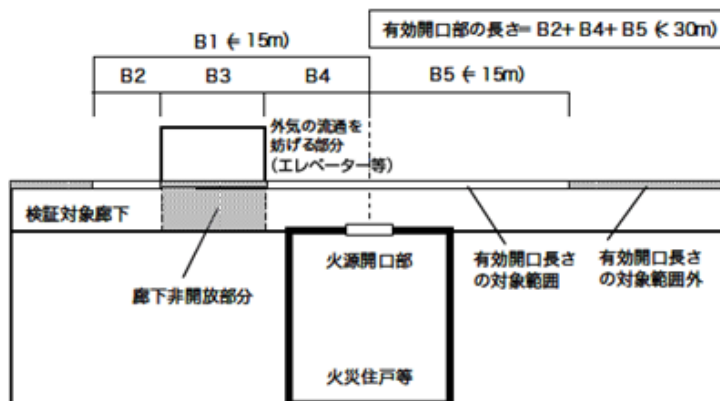 有効開口部の長さ= B2+ B4+ B5 (< 30m)
B1 (= 15m)
B2
B3
B4
B5 (= 15m)
外気の流通を
妨げる部分
(エレベーター等)
検証対象廊下
火源開口部
有効開口長さ
の対象範囲
有効開口長さ
の対象範囲外
廊下非開放部分
火災住戸等